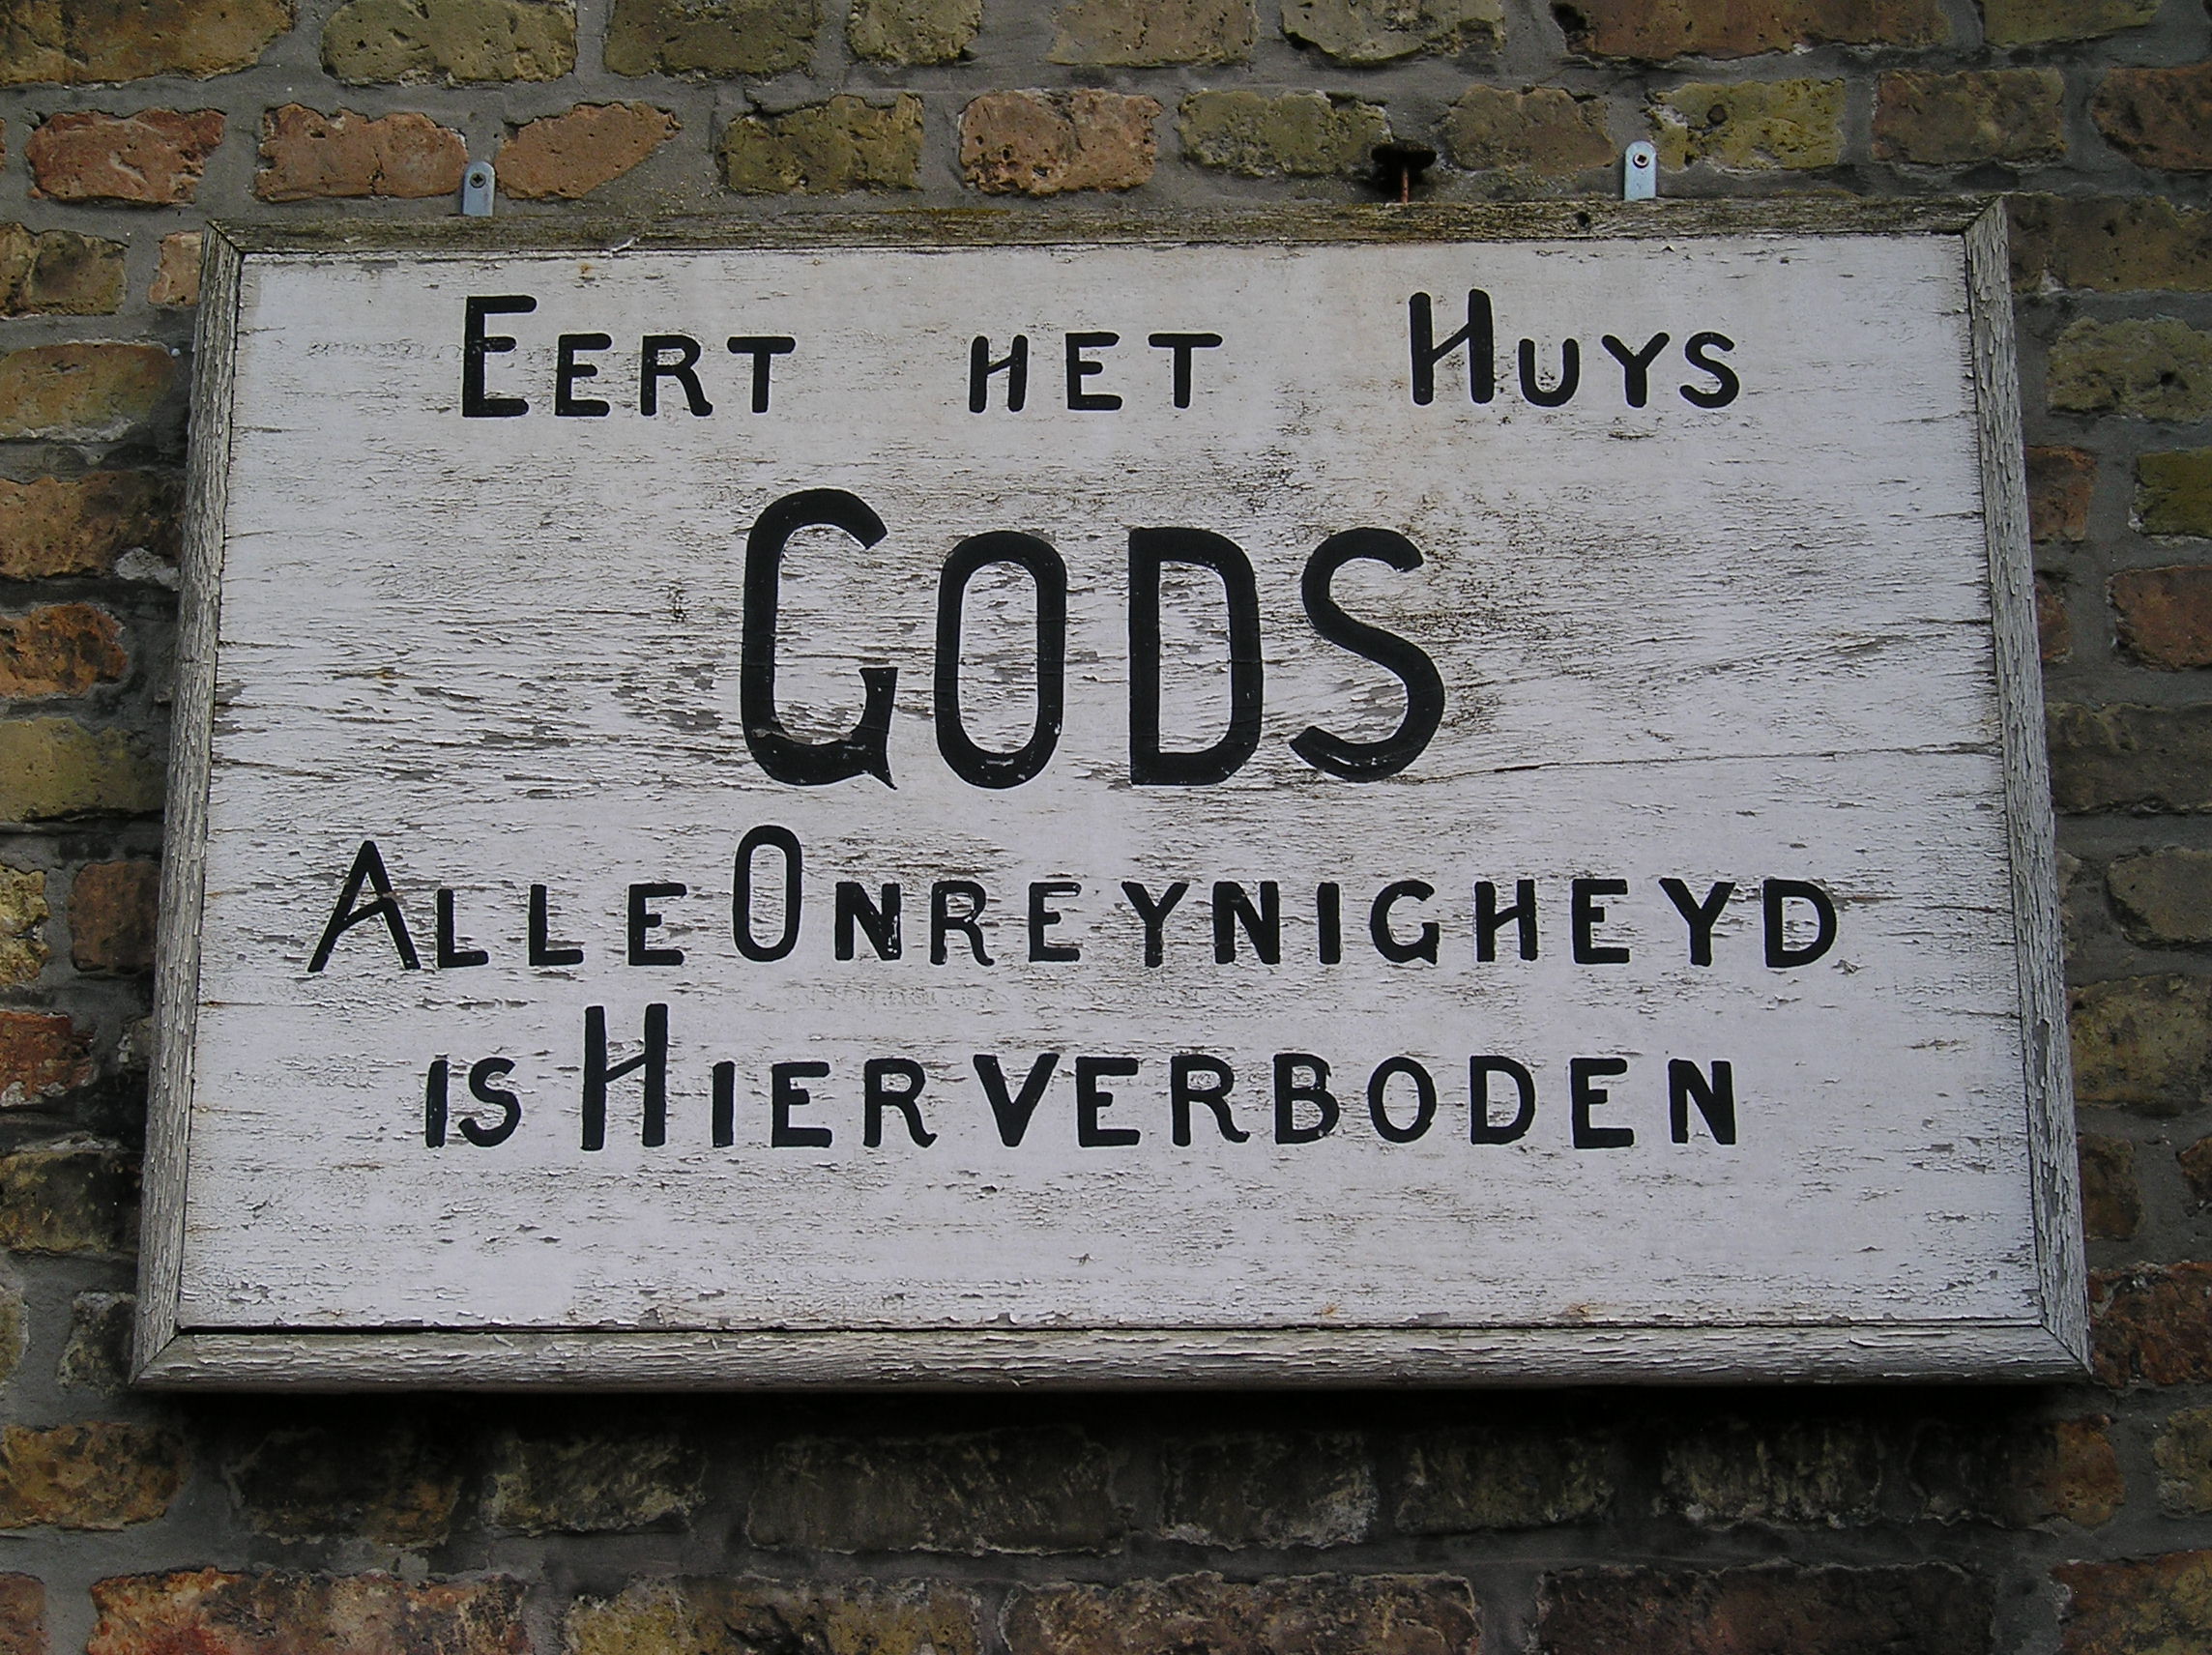 EERT HET HUYS
GODS
ALLE ONREYNIGHEYD
IS HIER VERBODEN